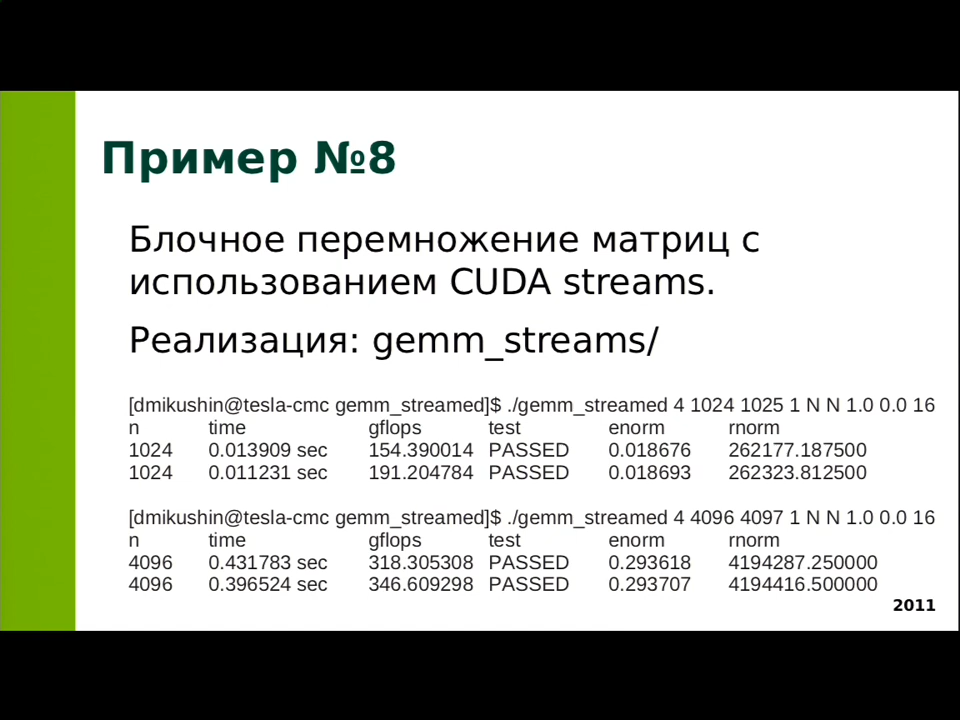 Пример №8
Блочное перемножение матриц с
использованием CUDA streams.
Реализация: gemm_streams/
[dmikushin@tesla-cmc gemm_streamed]$ ./gemm_streamed 4 1024 1025 1 N N 1.0 0.0 16
n time gflops test enorm rnorm
1024 0.013909 sec 154.390014 PASSED 0.018676 262177.187500
1024 0.011231 sec 191.204784 PASSED 0.018693 262323.812500
[dmikushin@tesla-cmc gemm_streamed]$ ./gemm_streamed 4 4096 4097 1 N N 1.0 0.0 16
n time gflops test enorm rnorm
4096 0.431783 sec 318.305308 PASSED 0.293618 4194287.250000
4096 0.396524 sec 346.609298 PASSED 0.293707 4194416.500000
2011